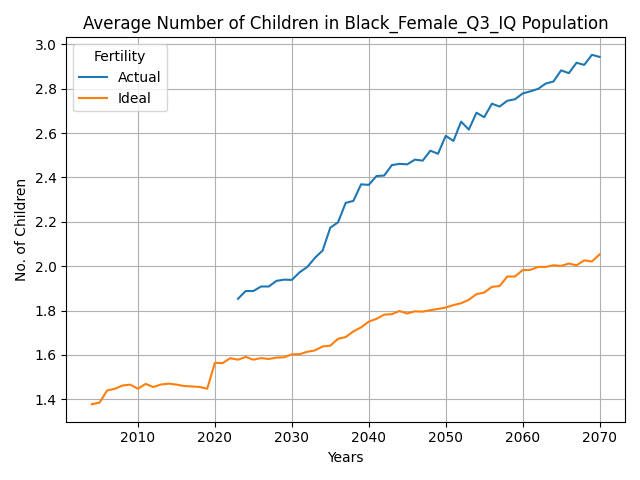 Average Number of Children in Black_Female_Q3_IQ Population
Fertility
Actual
Ideal
No. of Children
3.0
2.8
2.6
2.4
2.2
2.0
1.8
1.6
1.4
2010 2020 2030 2040 2050 2060 2070
Years